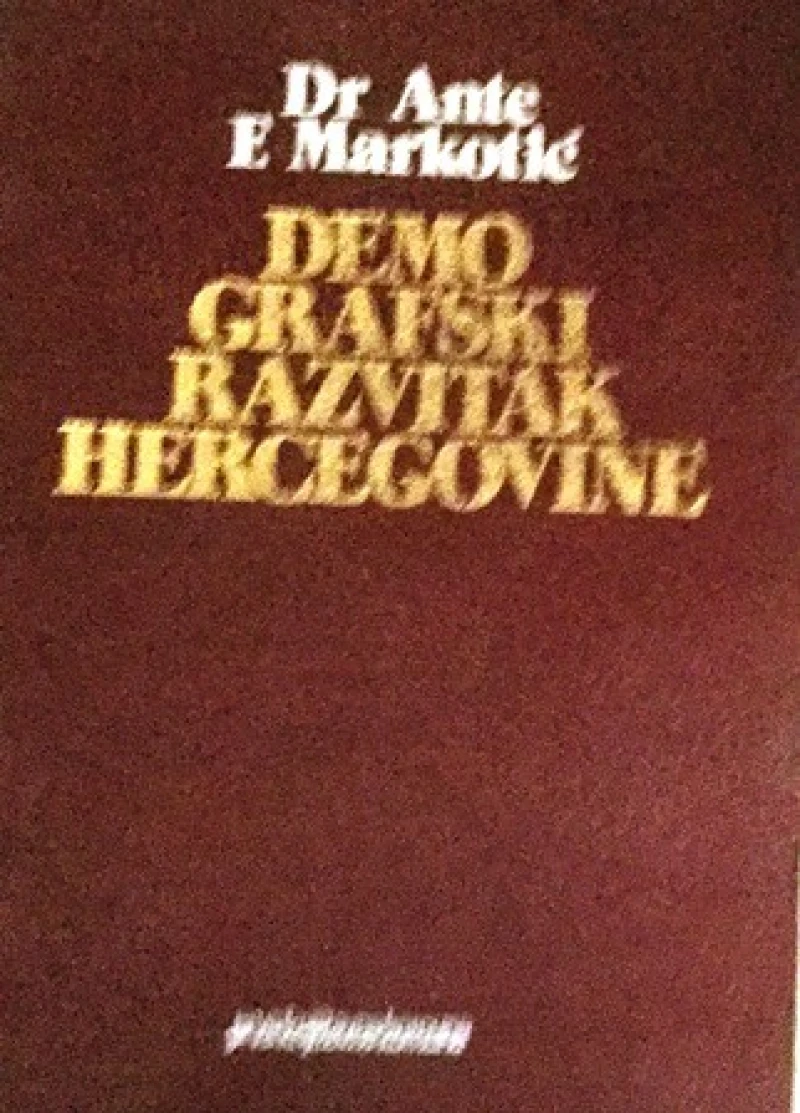 Dr Ante
F Markotić
DEMO
GRAFSKI
RAZVITAK
HERCEGOVINE